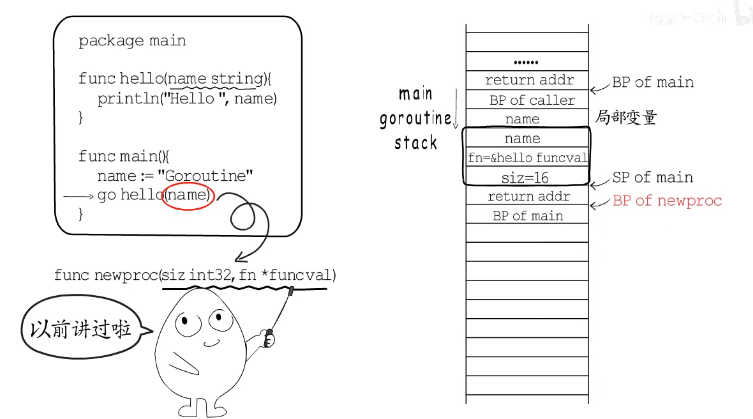 package main
func hello(name string){
println("Hello ", name)
}
func main(){
name := "Goroutine"
go hello(name)
}
func newproc(siz int32, fn *funcval)
以前讲过啦
main
goroutine
stack
......
return addr
BP of caller
name
name
fn=&hello funcval
siz=16
return addr
BP of main
BP of main
局部变量
SP of main
BP of newproc